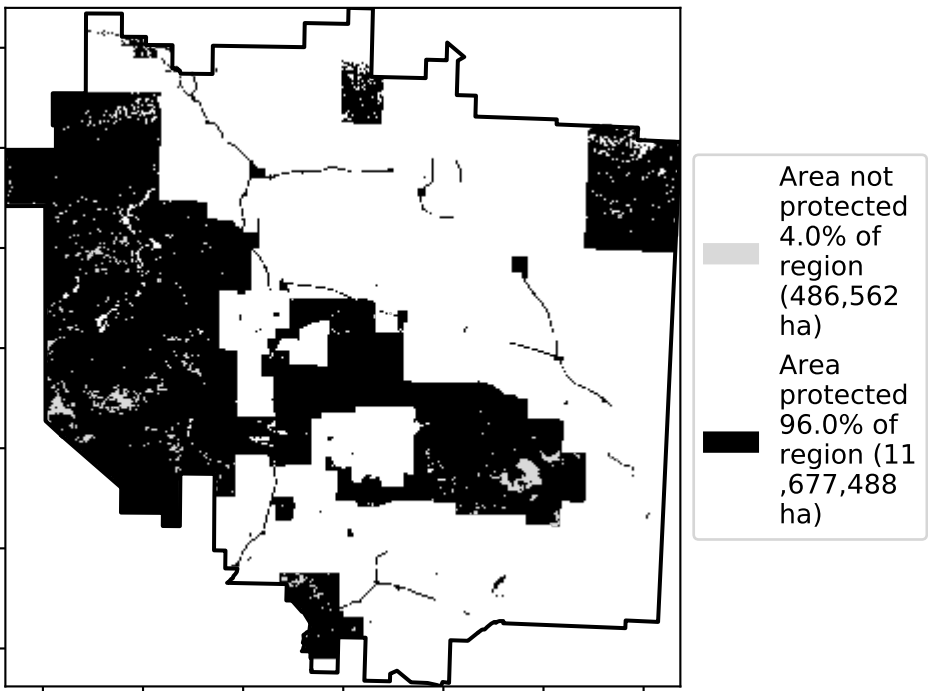 Area not
protected
4.0% of
region
(486,562
ha)
Area
protected
96.0% of
region (11
,677,488
ha)